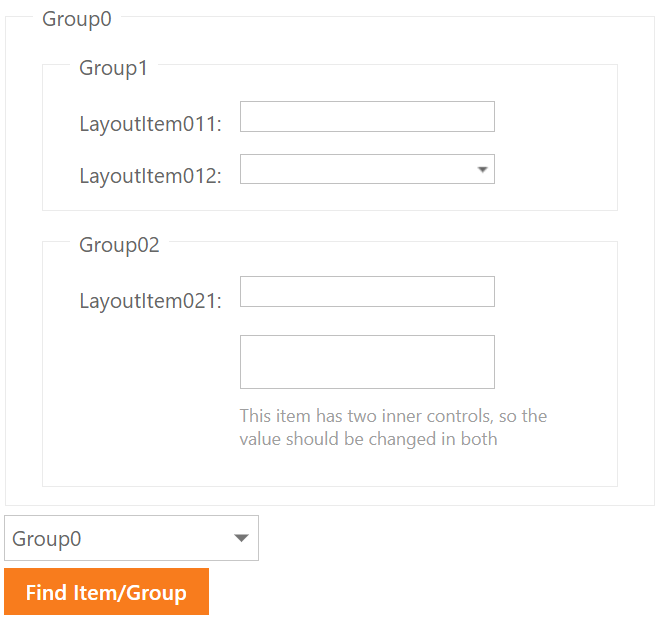 Group0
Group1
LayoutItem011:
LayoutItem012:
Group02
LayoutItem021:
This item has two inner controls, so the
value should be changed in both
Group0
Find Item/Group